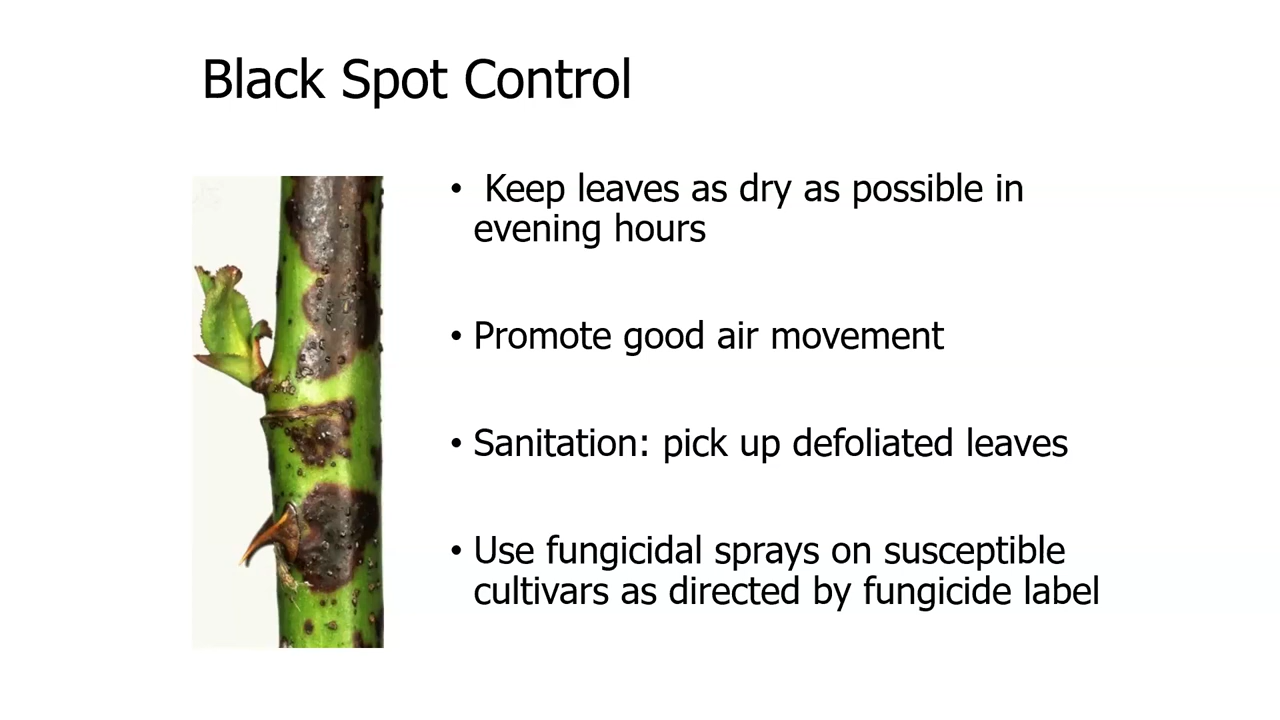 Black Spot Control
• Keep leaves as dry as possible in
evening hours
• Promote good air movement
• Sanitation: pick up defoliated leaves
• Use fungicidal sprays on susceptible
cultivars as directed by fungicide label